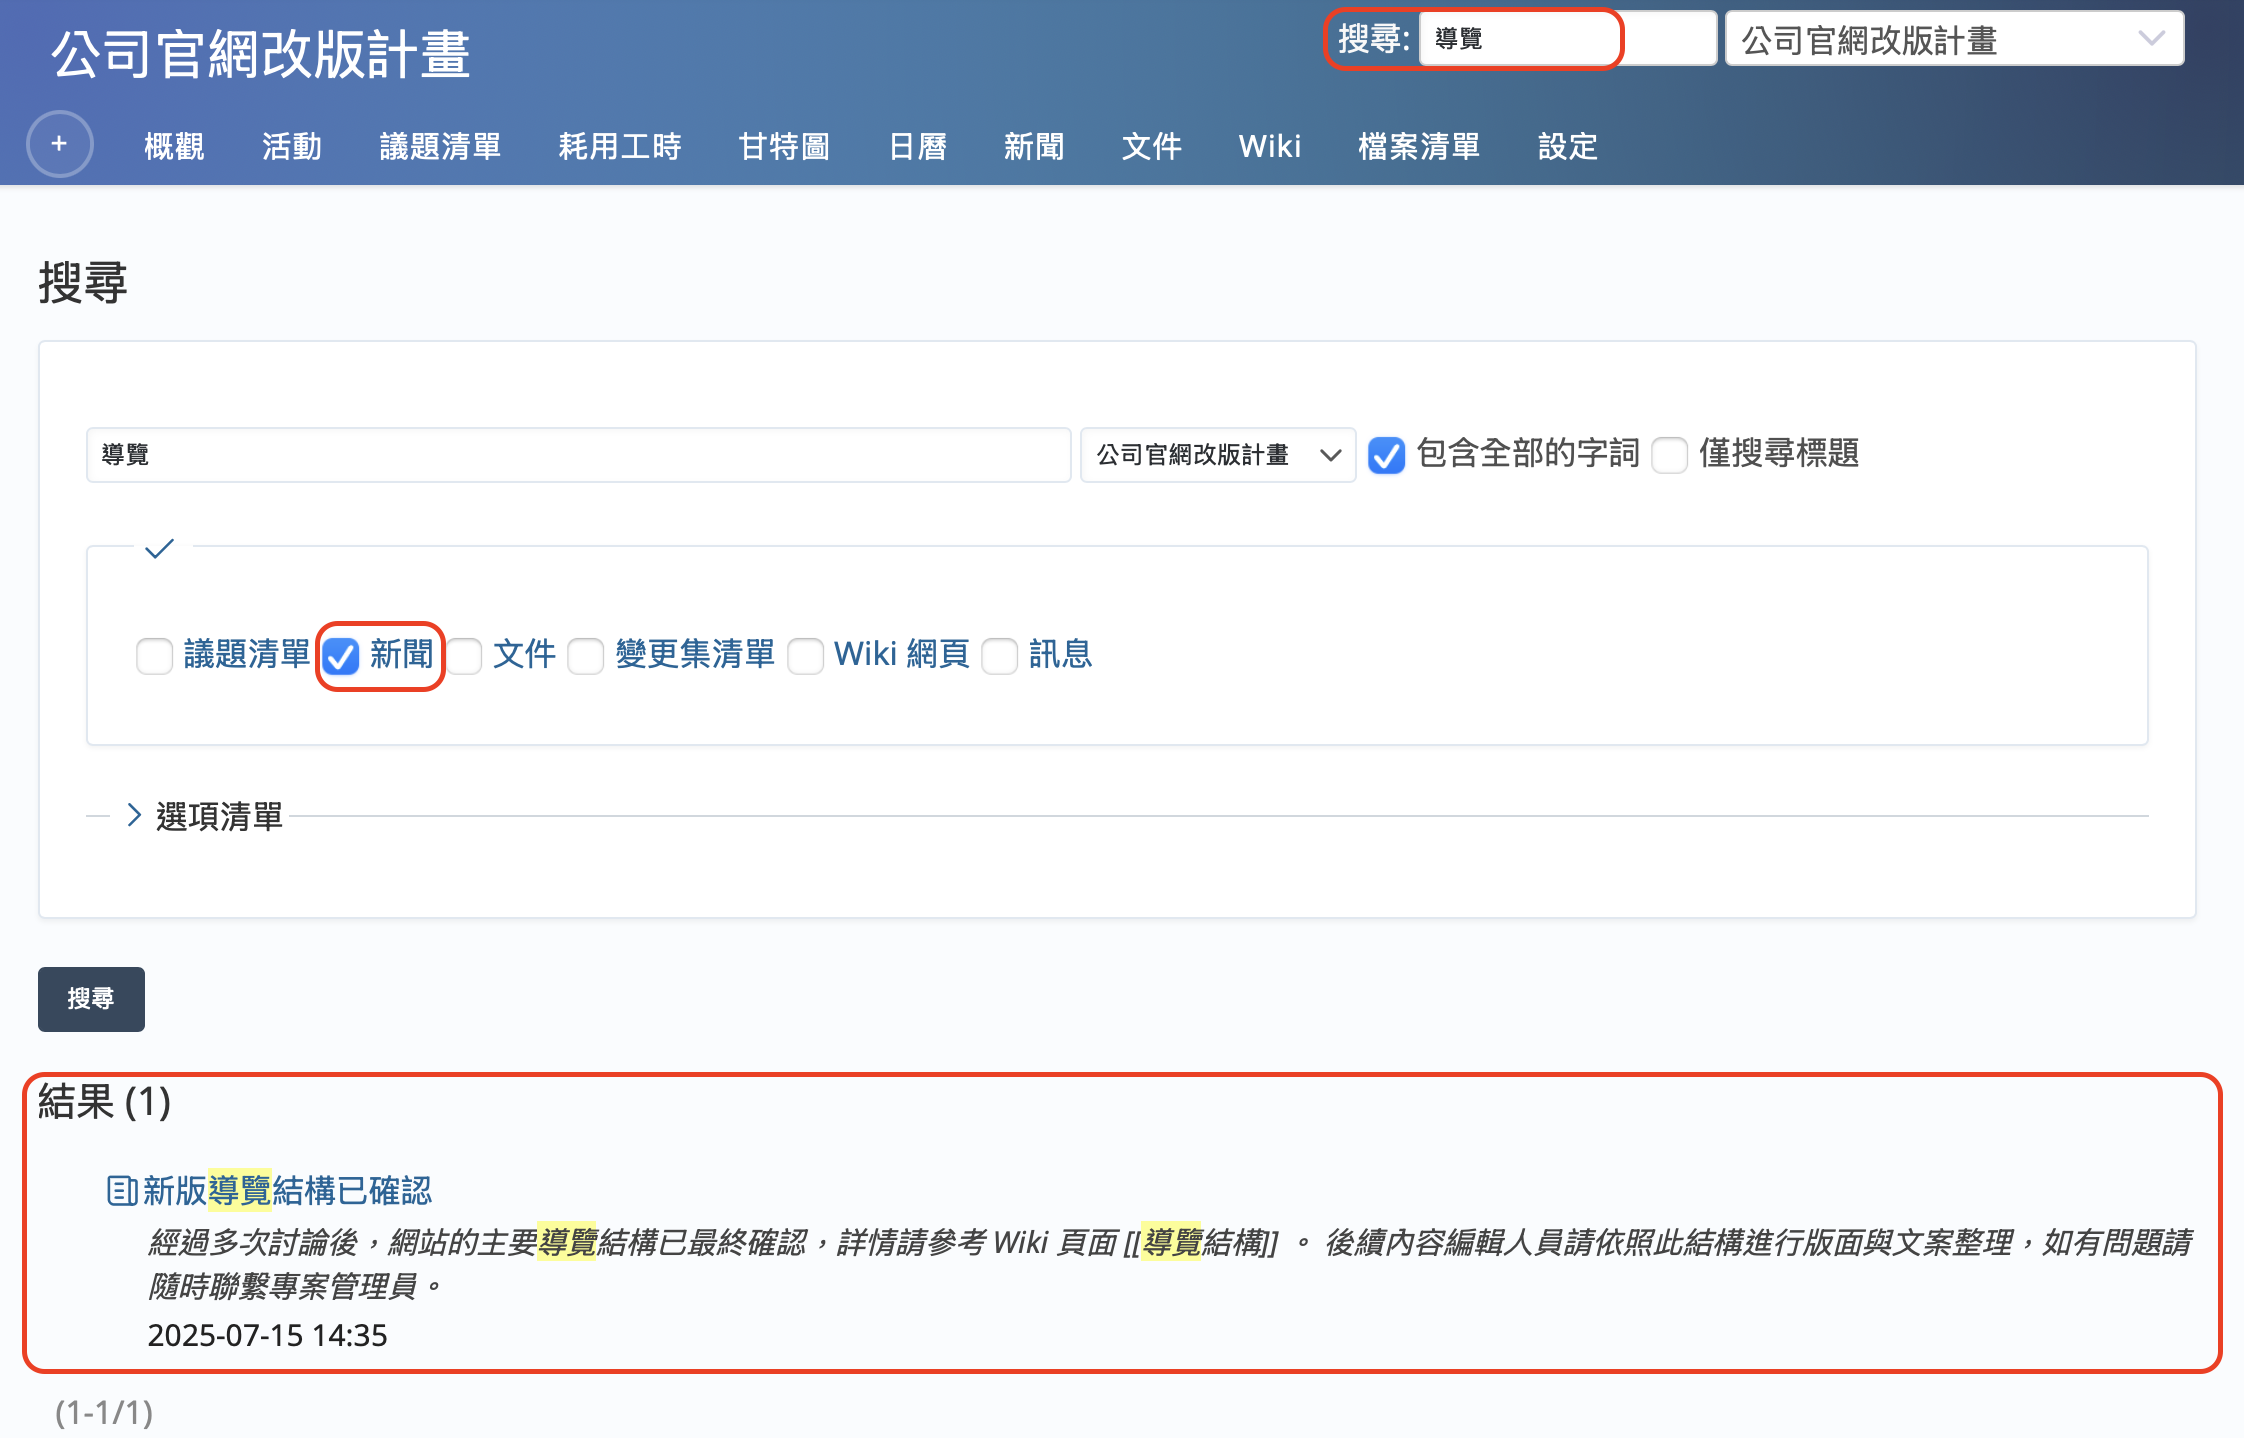 公司官網改版計畫
搜尋: 導覽 公司官網改版計畫
+ 概觀 活動 議題清單 耗用工時 甘特圖 日曆 新聞 文件 Wiki 檔案清單 設定
搜尋
導覽 公司官網改版計畫 包含全部的字詞 僅搜尋標題
議題清單 新聞 文件 變更集清單 Wiki 網頁 訊息
選項清單
搜尋
結果 (1)
新版導覽結構已確認
經過多次討論後，網站的主要導覽結構已最終確認，詳情請參考 Wiki 頁面 [[導覽結構]] 。 後續內容編輯人員請依照此結構進行版面與文案整理，如有問題請
隨時聯繫專案管理員。
2025-07-15 14:35
(1-1/1)